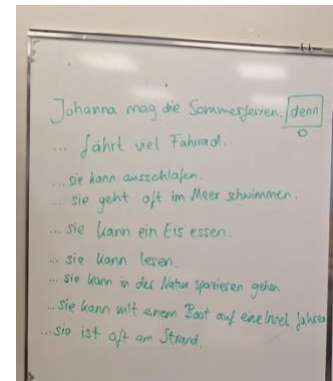 Johanna mag die Sommerferien, denn
0
... fährt viel Fahrrad.
... sie kann ausschlafen.
... sie geht oft im Meer schwimmen.
... sie kann ein Eis essen.
... sie kann lesen.
... sie kann in der Natur spazieren gehen.
... sie kann mit einem Boot auf eine Insel fahren
... sie ist oft am Strand.